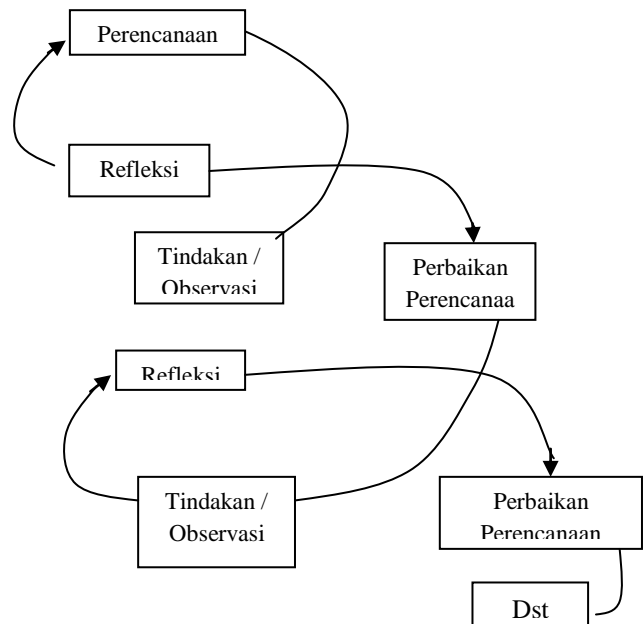 Perencanaan
Refleksi
Tindakan /
Observasi
Perbaikan
Perencanaa
Refleksi
Tindakan /
Observasi
Perbaikan
Perencanaan
Dst